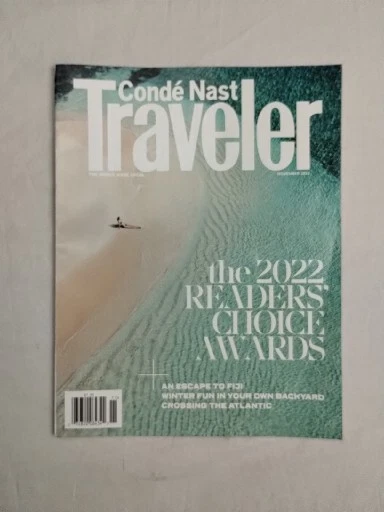 Condé Nast
Traveler
the 2022
READERS'
CHOICE
AWARDS
AN ESCAPE TO FIJI
WINTER FUN IN YOUR OWN BACKYARD
CROSSING THE ATLANTIC